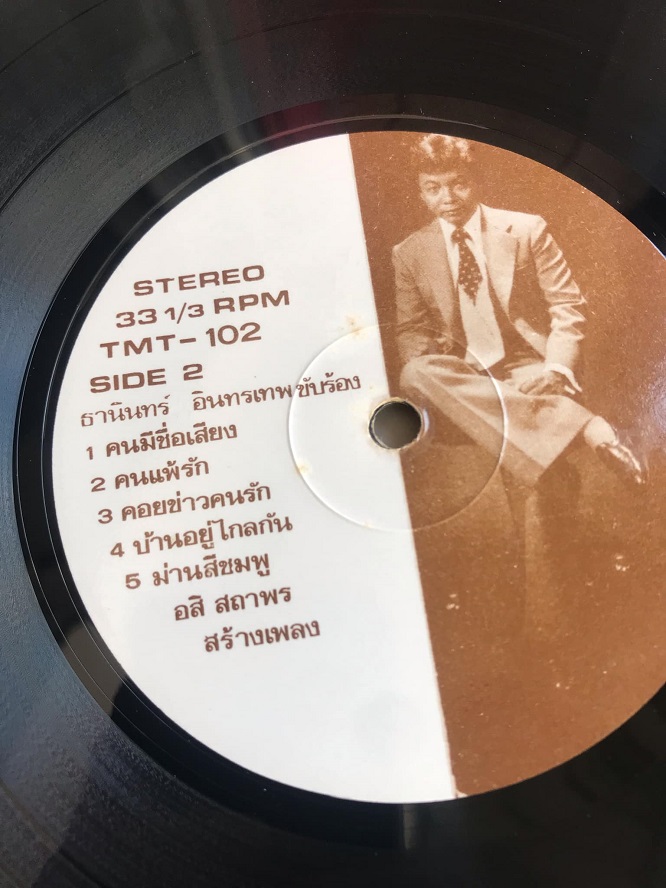 STEREO
33 1/3 RPM
TMT-102
SIDE 2
ธานินทร์ อินทรเทพ ขับร้อง
1 คนมีชื่อเสียง
2 คนแพ้รัก
3 คอยข่าวคนรัก
4 บ้านอยู่ไกลกัน
5 ม่านสีชมพู
อสิ สถาพร
สร้างเพลง